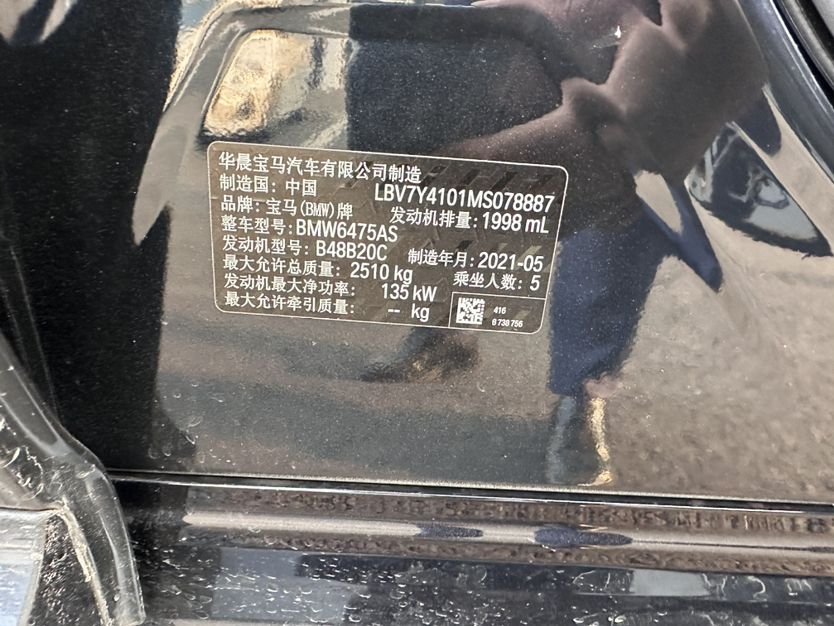 华晨宝马汽车有限公司制造
制造国：中国 LBV7Y4101MS078887
品牌：宝马(BMW)牌 发动机排量：1998 mL
整车型号：BMW6475AS
发动机型号：B48B20C 制造年月：2021-05
最大允许总质量：2510 kg 乘坐人数：5
发动机最大净功率：135 kW
最大允许牵引质量：-- kg
416
6 738 756